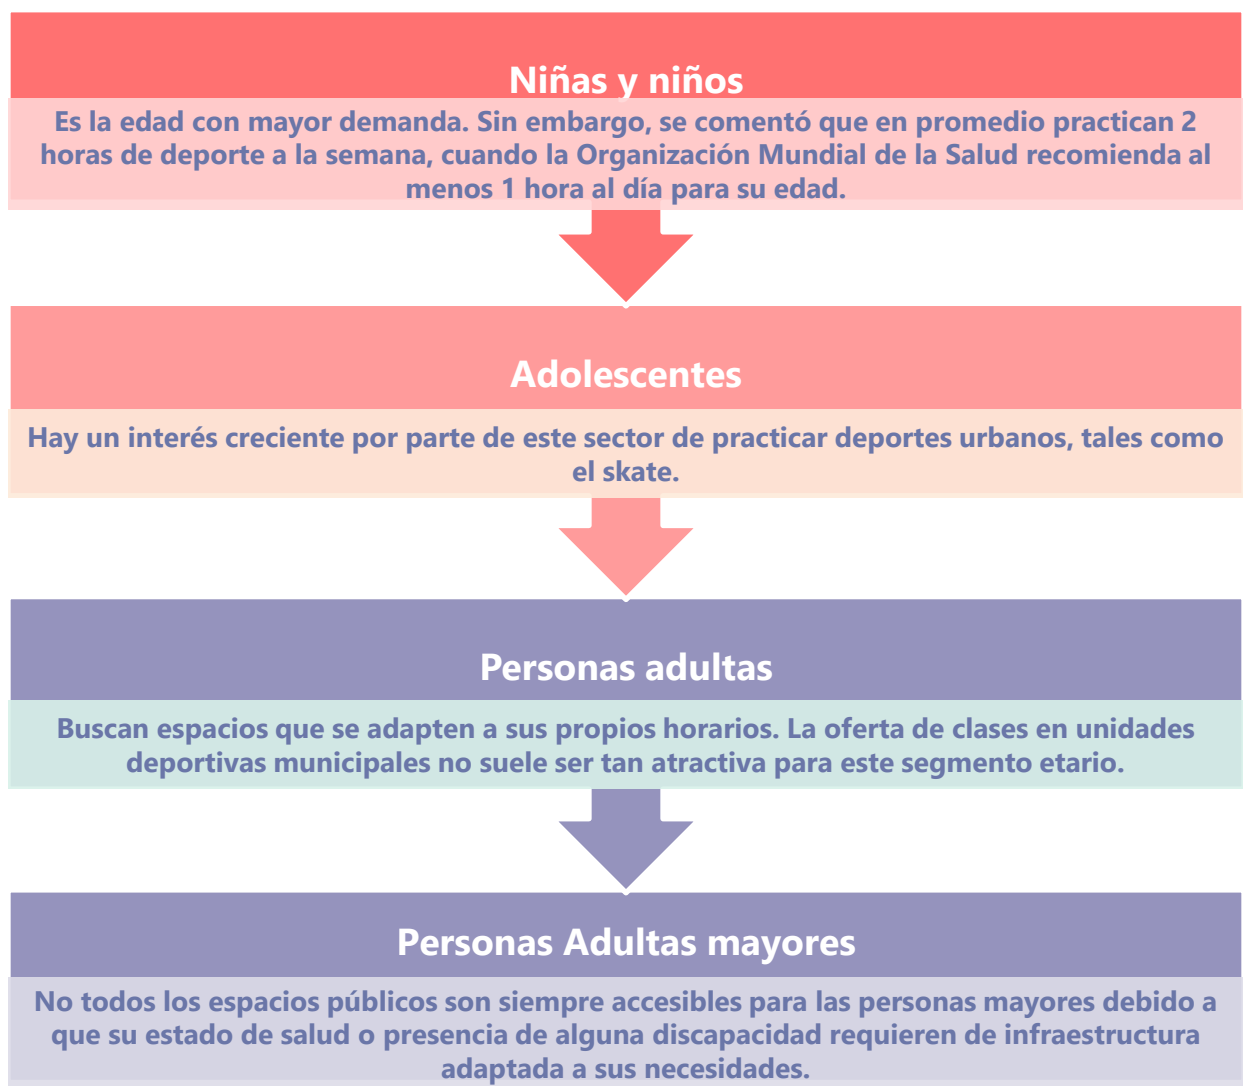 Niñas y niños
Es la edad con mayor demanda. Sin embargo, se comentó que en promedio practican 2
horas de deporte a la semana, cuando la Organización Mundial de la Salud recomienda al
menos 1 hora al día para su edad.
Adolescentes
Hay un interés creciente por parte de este sector de practicar deportes urbanos, tales como
el skate.
Personas adultas
Buscan espacios que se adapten a sus propios horarios. La oferta de clases en unidades
deportivas municipales no suele ser tan atractiva para este segmento etario.
Personas Adultas mayores
No todos los espacios públicos son siempre accesibles para las personas mayores debido a
que su estado de salud o presencia de alguna discapacidad requieren de infraestructura
adaptada a sus necesidades.